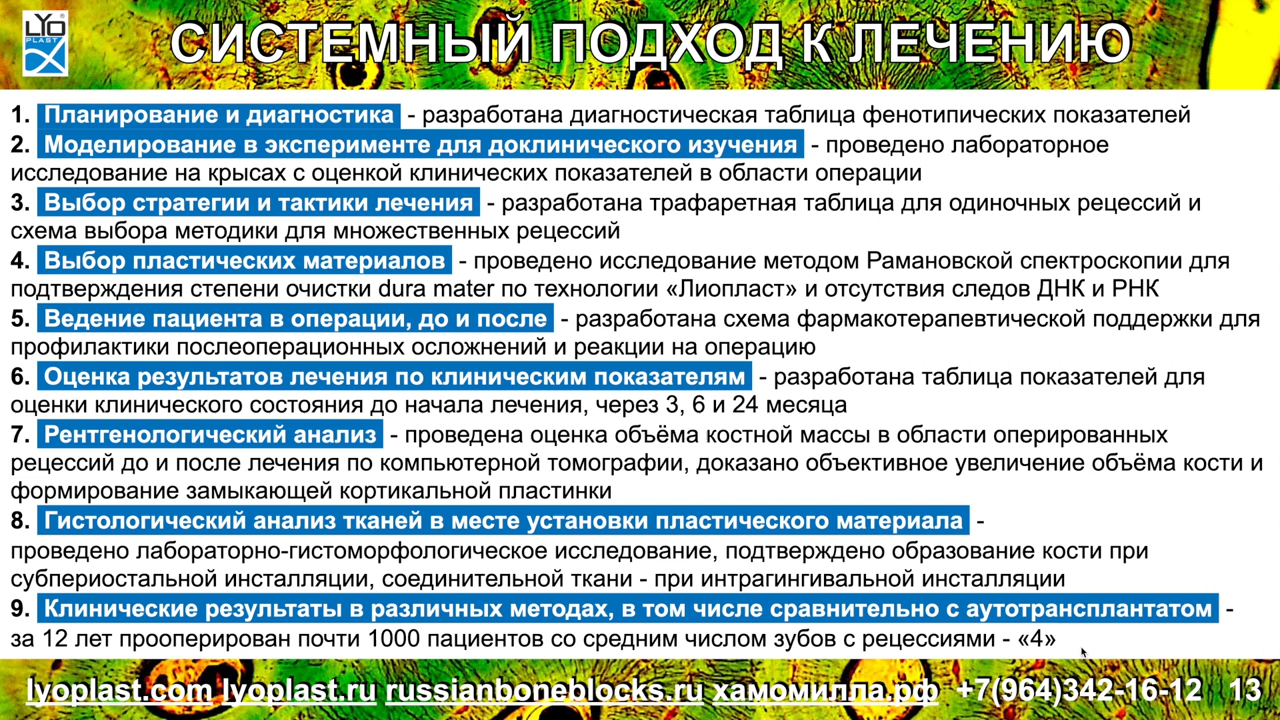 LYO
PLAST
СИСТЕМНЫЙ ПОДХОД К ЛЕЧЕНИЮ
1. Планирование и диагностика - разработана диагностическая таблица фенотипических показателей
2. Моделирование в эксперименте для доклинического изучения - проведено лабораторное
исследование на крысах с оценкой клинических показателей в области операции
3. Выбор стратегии и тактики лечения - разработана трафаретная таблица для одиночных рецессий и
схема выбора методики для множественных рецессий
4. Выбор пластических материалов - проведено исследование методом Рамановской спектроскопии для
подтверждения степени очистки dura mater по технологии «Лиопласт» и отсутствия следов ДНК и РНК
5. Ведение пациента в операции, до и после - разработана схема фармакотерапевтической поддержки для
профилактики послеоперационных осложнений и реакции на операцию
6. Оценка результатов лечения по клиническим показателям - разработана таблица показателей для
оценки клинического состояния до начала лечения, через 3, 6 и 24 месяца
7. Рентгенологический анализ - проведена оценка объёма костной массы в области оперированных
рецессий до и после лечения по компьютерной томографии, доказано объективное увеличение объёма кости и
формирование замыкающей кортикальной пластинки
8. Гистологический анализ тканей в месте установки пластического материала -
проведено лабораторно-гистоморфологическое исследование, подтверждено образование кости при
субпериостальной инсталляции, соединительной ткани - при интрагингивальной инсталляции
9. Клинические результаты в различных методах, в том числе сравнительно с аутотрансплантатом -
за 12 лет прооперирован почти 1000 пациентов со средним числом зубов с рецессиями - «4»
lyoplast.com lyoplast.ru russianboneblocks.ru хамомилла.рф +7(964)342-16-12 13